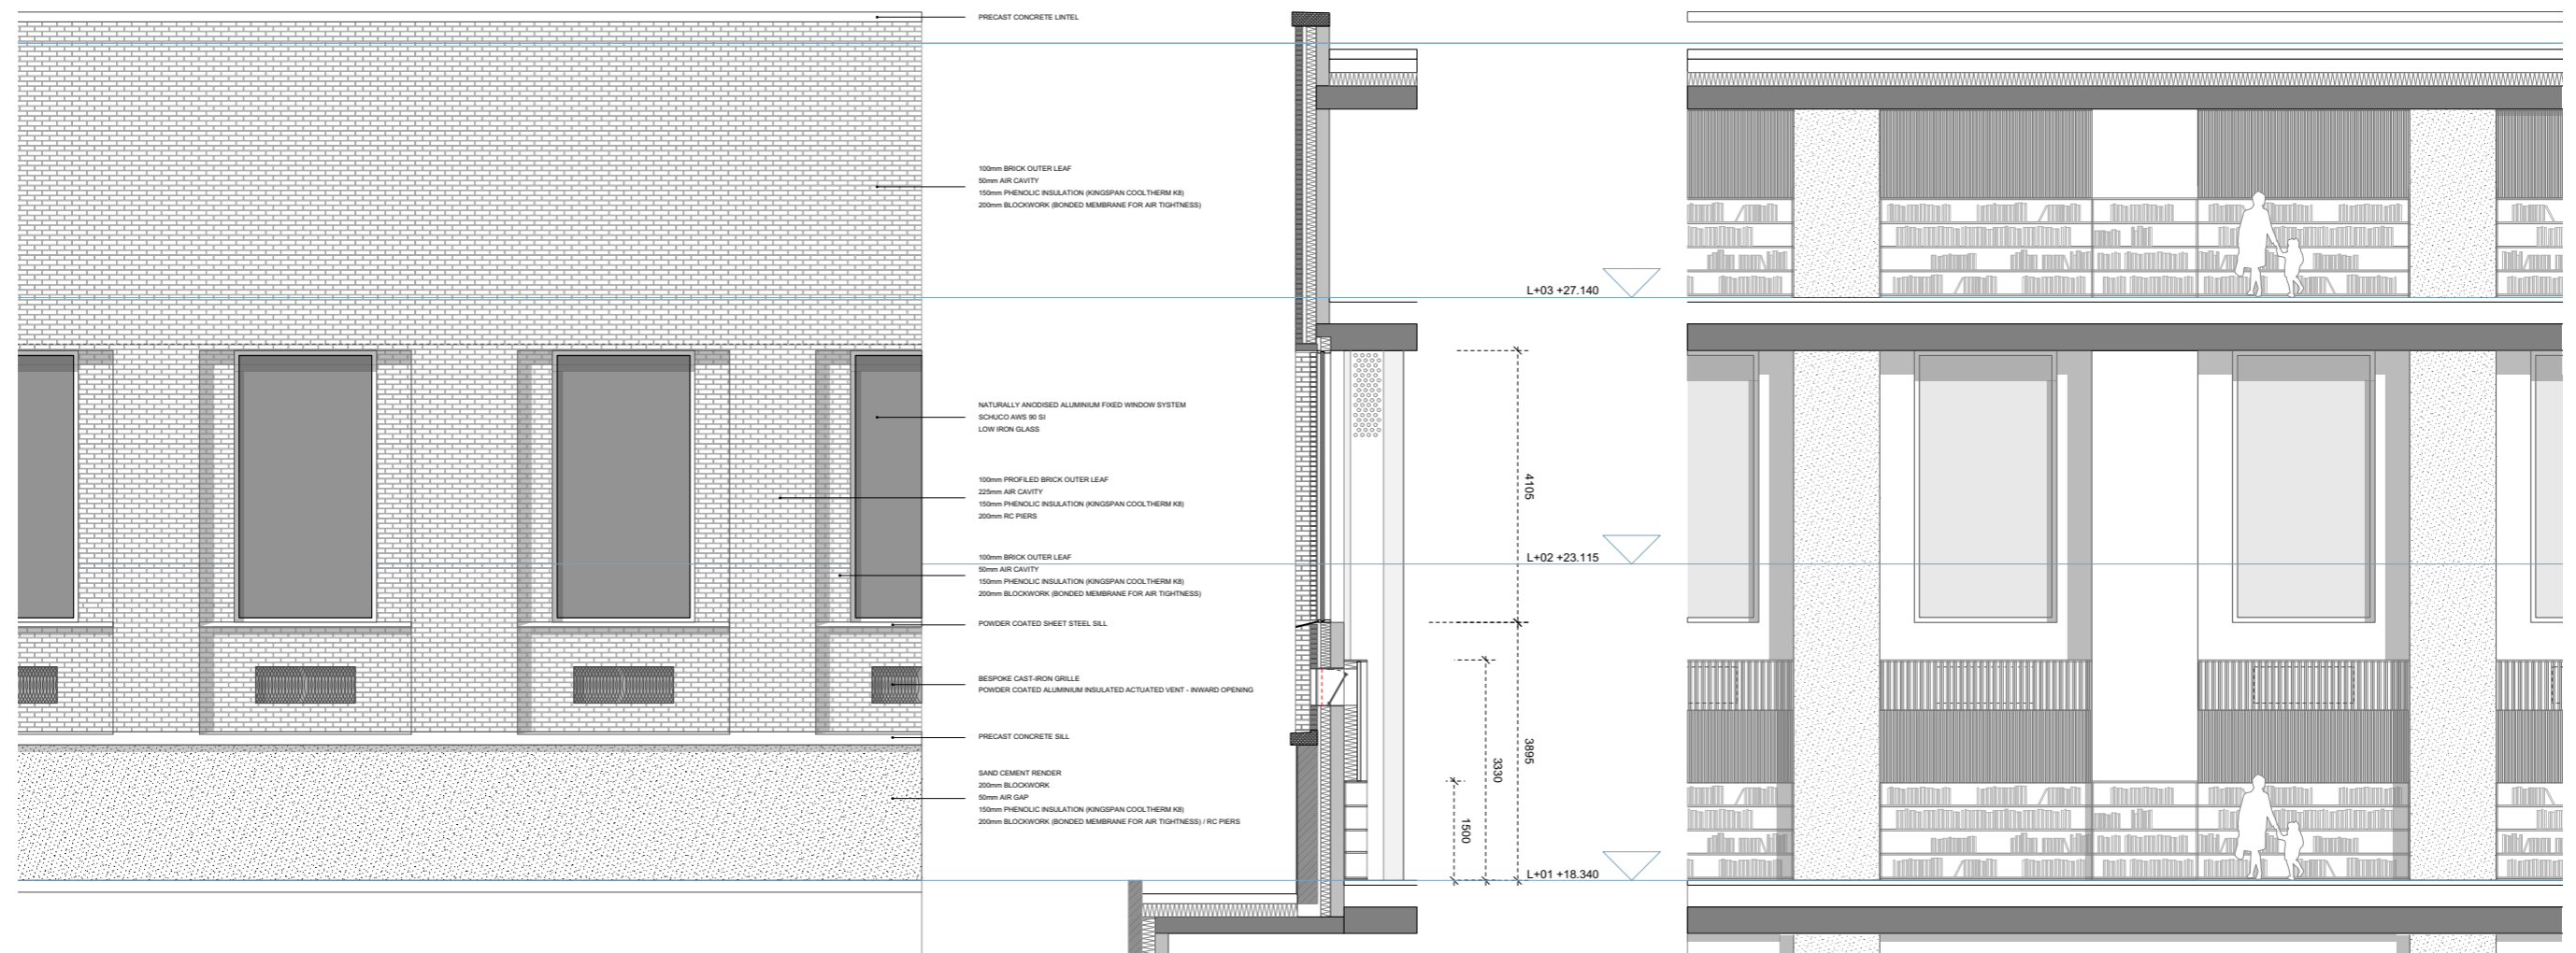 PRECAST CONCRETE LINTEL
100mm BRICK OUTER LEAF
50mm AIR CAVITY
150mm PHENOLIC INSULATION (KINGSPAN COOLTHERM K8)
200mm BLOCKWORK (BONDED MEMBRANE FOR AIR TIGHTNESS)
L+03 +27.140
NATURALLY ANODISED ALUMINIUM FIXED WINDOW SYSTEM
SCHUCO AWS 90 SI
LOW IRON GLASS
100mm PROFILED BRICK OUTER LEAF
225mm AIR CAVITY
150mm PHENOLIC INSULATION (KINGSPAN COOLTHERM K8)
200mm RC PIERS
4105
100mm BRICK OUTER LEAF
50mm AIR CAVITY
150mm PHENOLIC INSULATION (KINGSPAN COOLTHERM K8)
200mm BLOCKWORK (BONDED MEMBRANE FOR AIR TIGHTNESS)
L+02 +23.115
POWDER COATED SHEET STEEL SILL
BESPOKE CAST-IRON GRILLE
POWDER COATED ALUMINIUM INSULATED ACTUATED VENT - INWARD OPENING
PRECAST CONCRETE SILL
3895
3330
1500
SAND CEMENT RENDER
200mm BLOCKWORK
50mm AIR GAP
150mm PHENOLIC INSULATION (KINGSPAN COOLTHERM K8)
200mm BLOCKWORK (BONDED MEMBRANE FOR AIR TIGHTNESS) / RC PIERS
L+01 +18.340